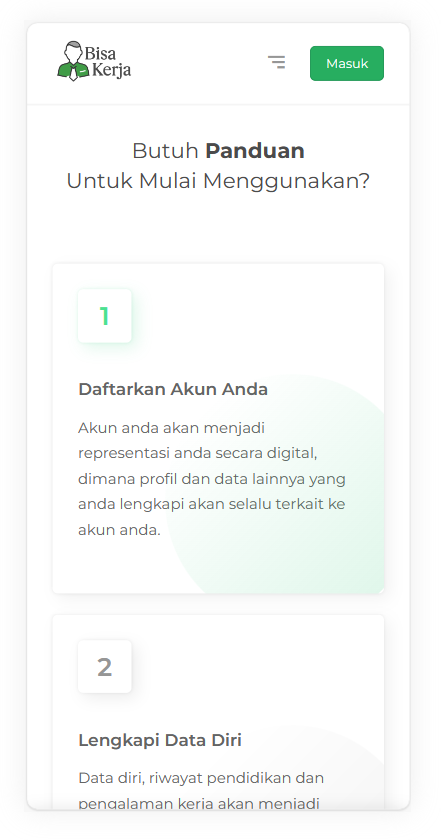 Bisa
Kerja
Masuk
Butuh Panduan
Untuk Mulai Menggunakan?
1
Daftarkan Akun Anda
Akun anda akan menjadi
representasi anda secara digital,
dimana profil dan data lainnya yang
anda lengkapi akan selalu terkait ke
akun anda.
2
Lengkapi Data Diri
Data diri, riwayat pendidikan dan
pengalaman kerja akan menjadi